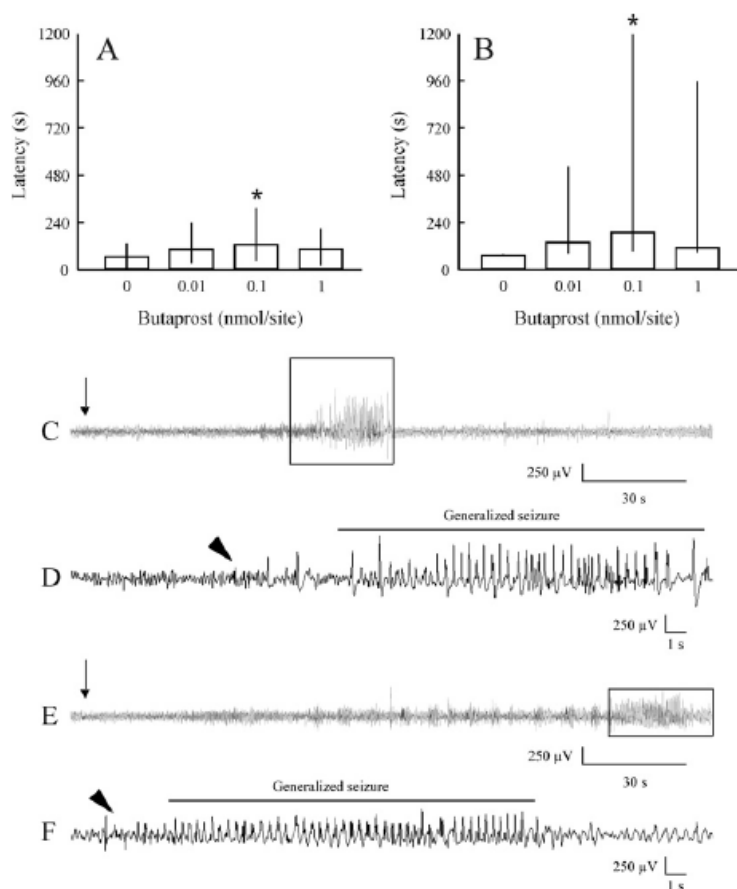 A
B
1200
960
720
480
240
0
Latency (s)
*
0 0.01 0.1 1
Butaprost (nmol/site)
1200
960
720
480
240
0
Latency (s)
*
0 0.01 0.1 1
Butaprost (nmol/site)
C
250 µV
30 s
Generalized seizure
D
250 µV
1 s
E
250 µV
30 s
Generalized seizure
F
250 µV
1 s